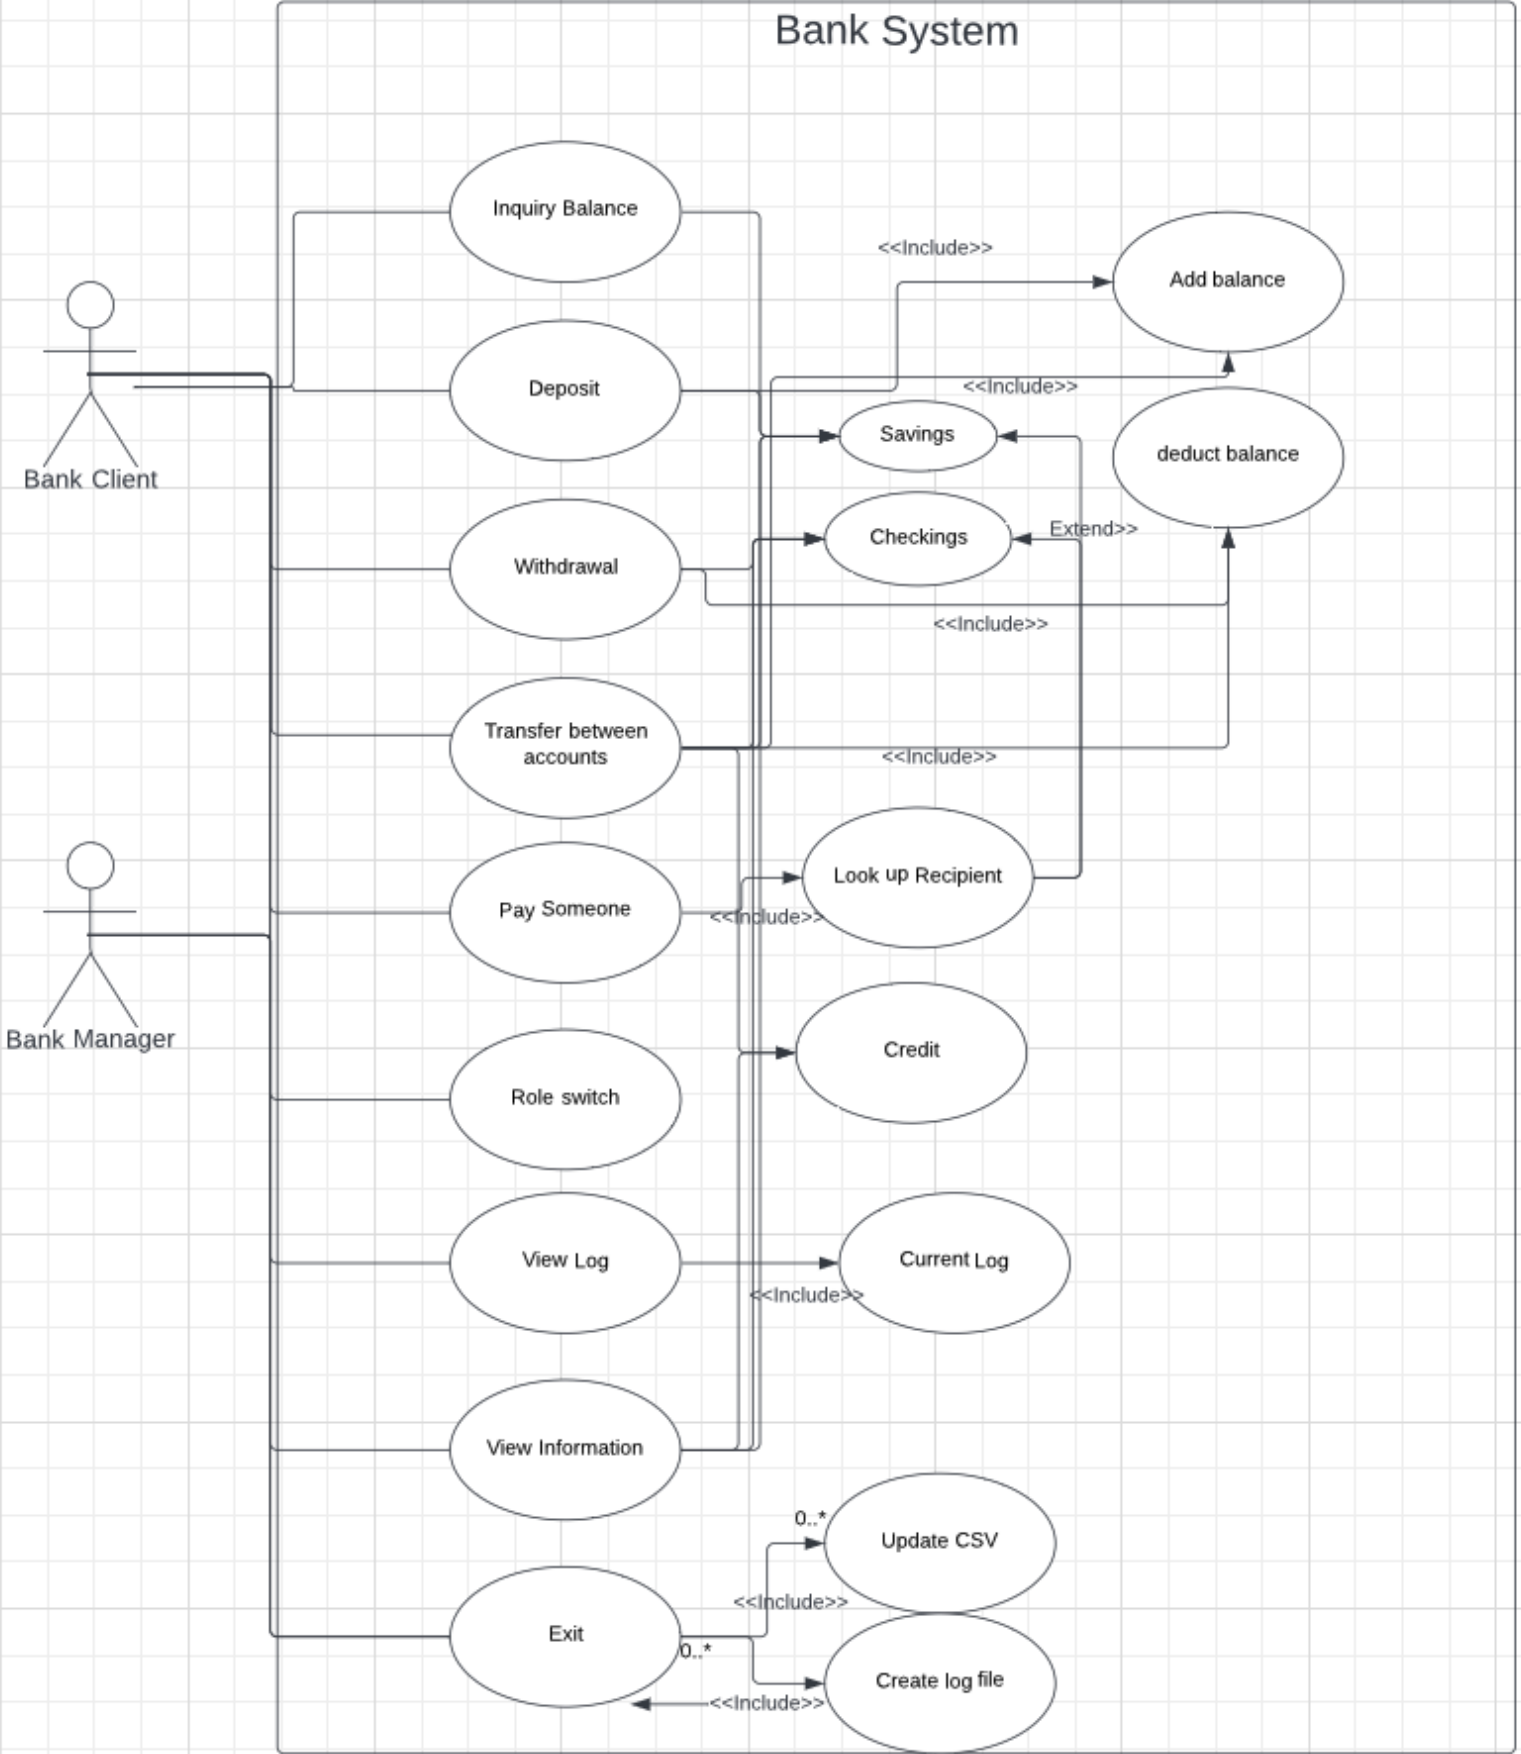 Bank System
Inquiry Balance
<<Include>>
Add balance
Deposit
<<Include>>
Savings
deduct balance
Bank Client
Checkings
Extend>>
Withdrawal
<<Include>>
Transfer between
accounts
<<Include>>
Look up Recipient
Pay Someone
<<Include>>
Bank Manager
Credit
Role switch
View Log
Current Log
<<Include>>
View Information
0..*
Update CSV
<<Include>>
Exit
0..*
Create log file
<<Include>>